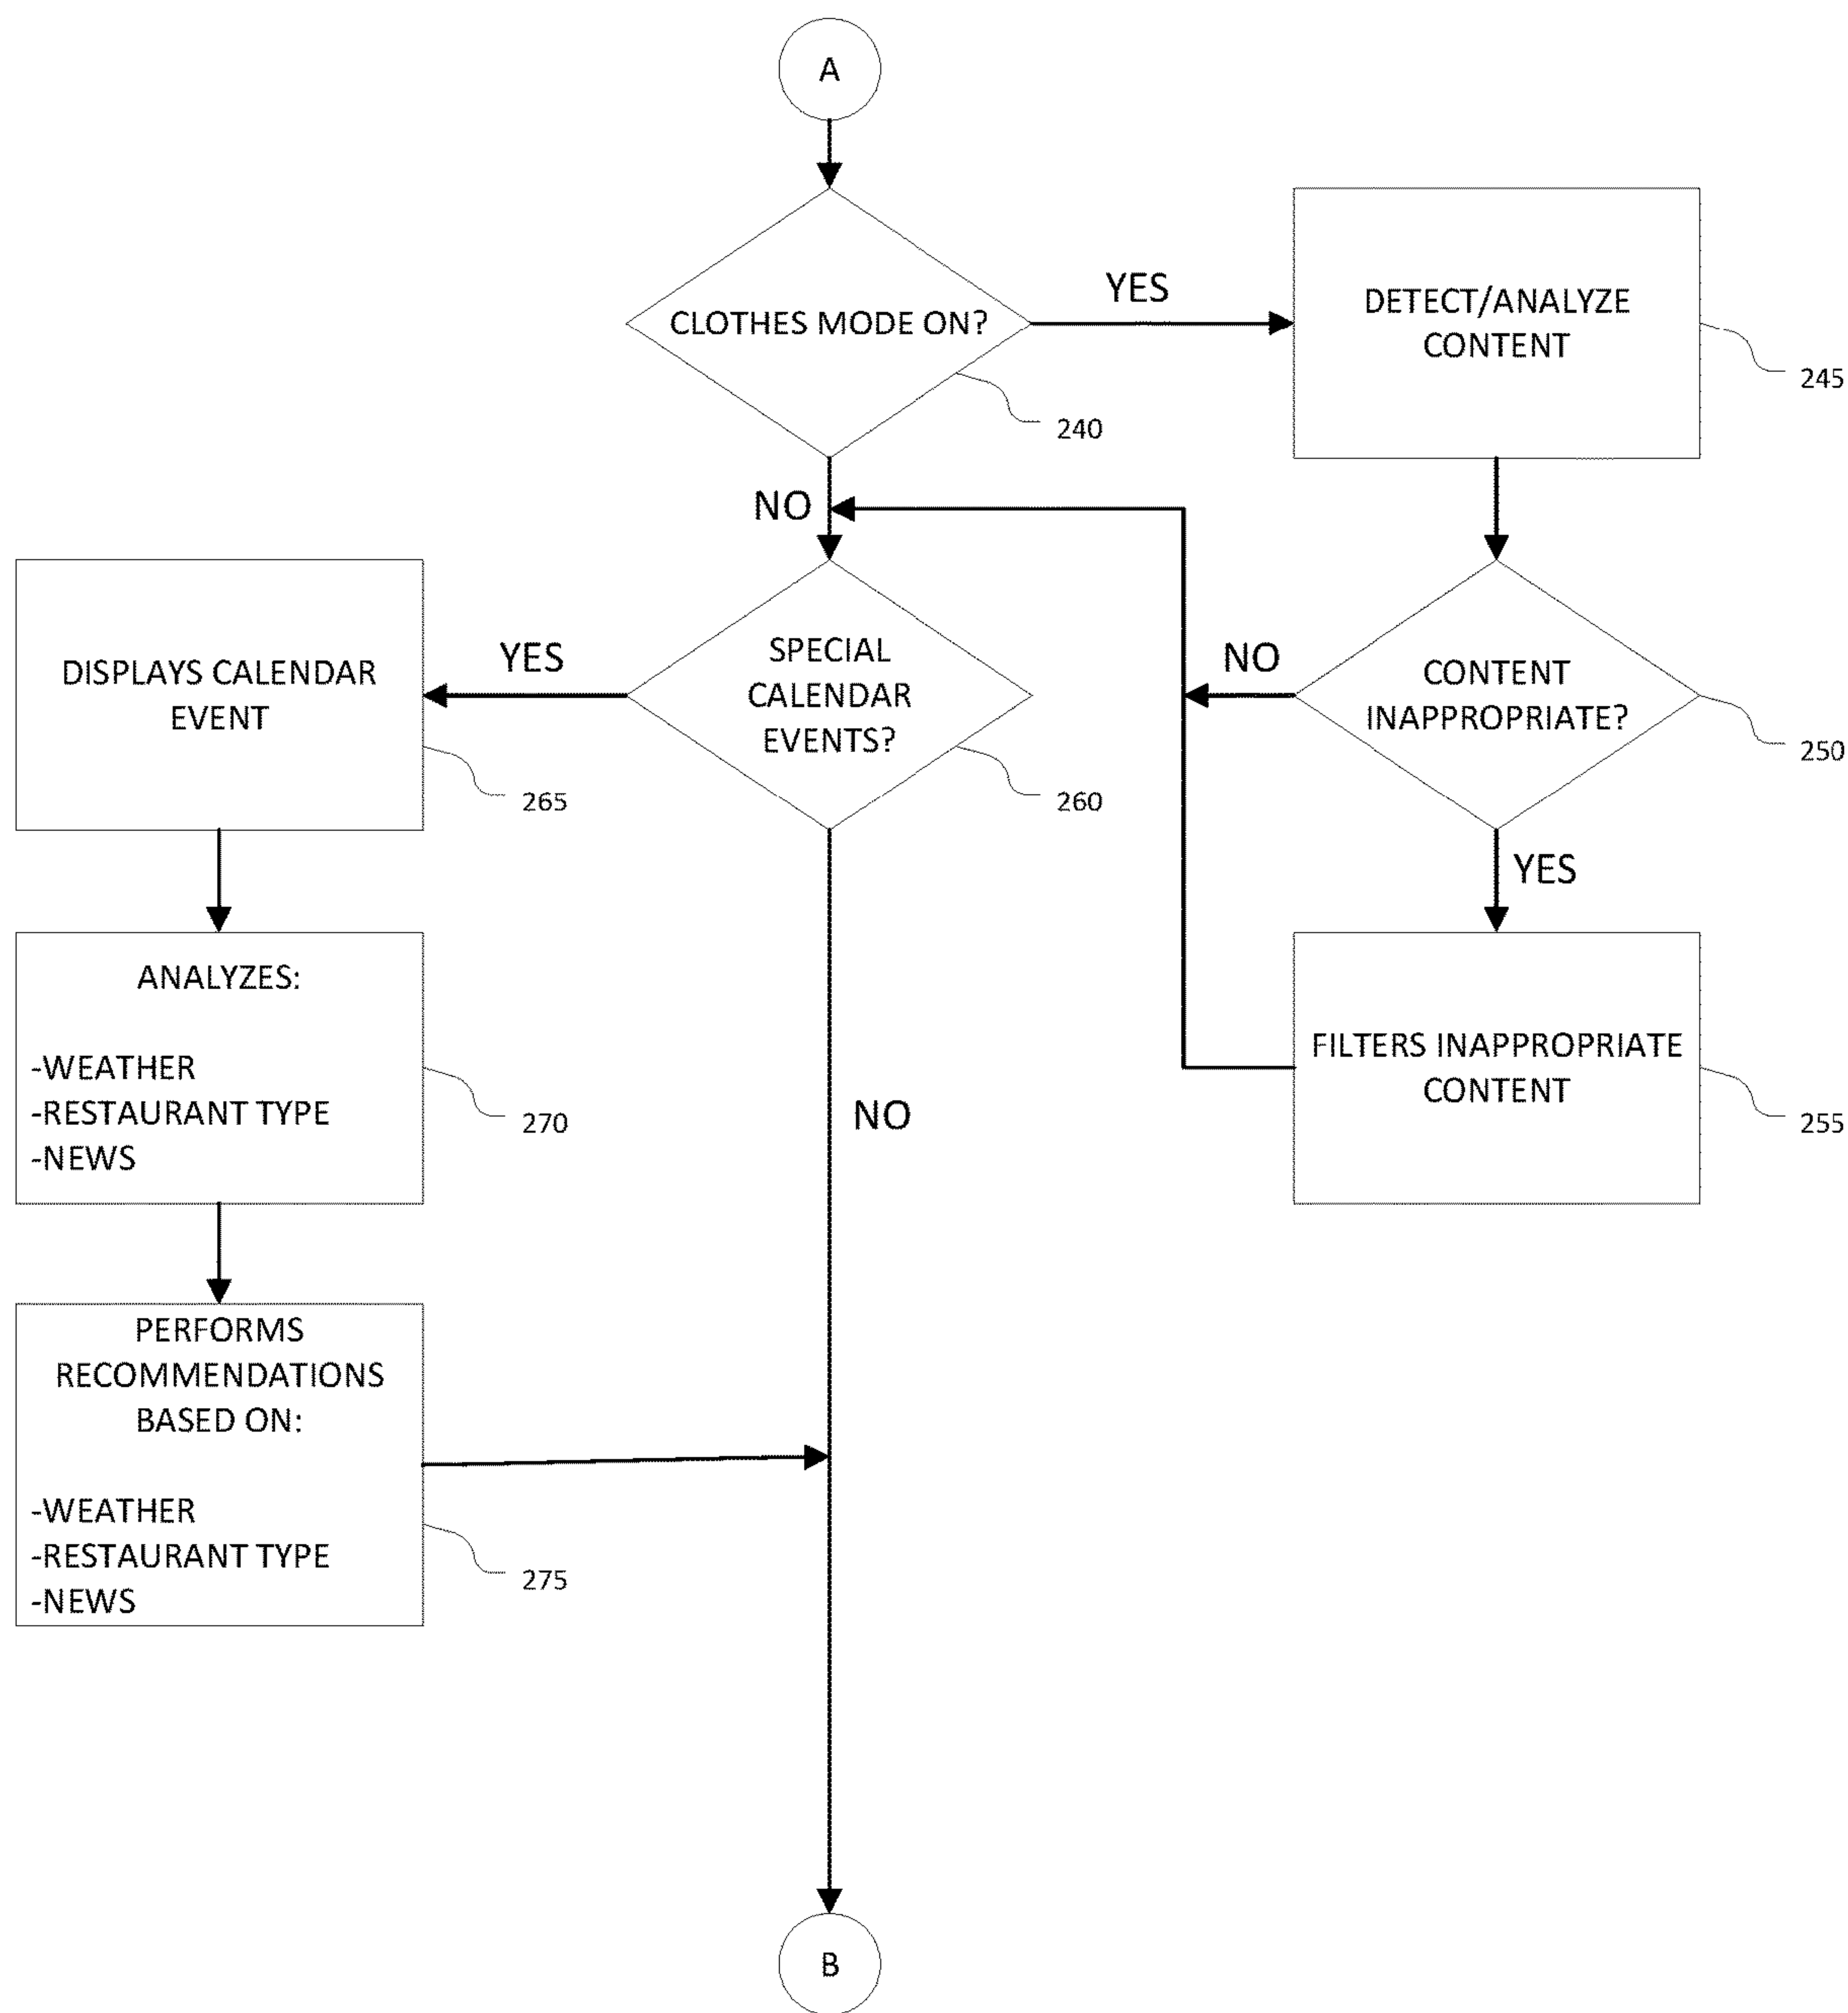 A
CLOTHES MODE ON?
240
YES
DETECT/ANALYZE
CONTENT
245
NO
CONTENT
INAPPROPRIATE?
250
NO
YES
FILTERS INAPPROPRIATE
CONTENT
255
SPECIAL
CALENDAR
EVENTS?
260
YES
DISPLAYS CALENDAR
EVENT
265
ANALYZES:
-WEATHER
-RESTAURANT TYPE
-NEWS
270
PERFORMS
RECOMMENDATIONS
BASED ON:
-WEATHER
-RESTAURANT TYPE
-NEWS
275
NO
B